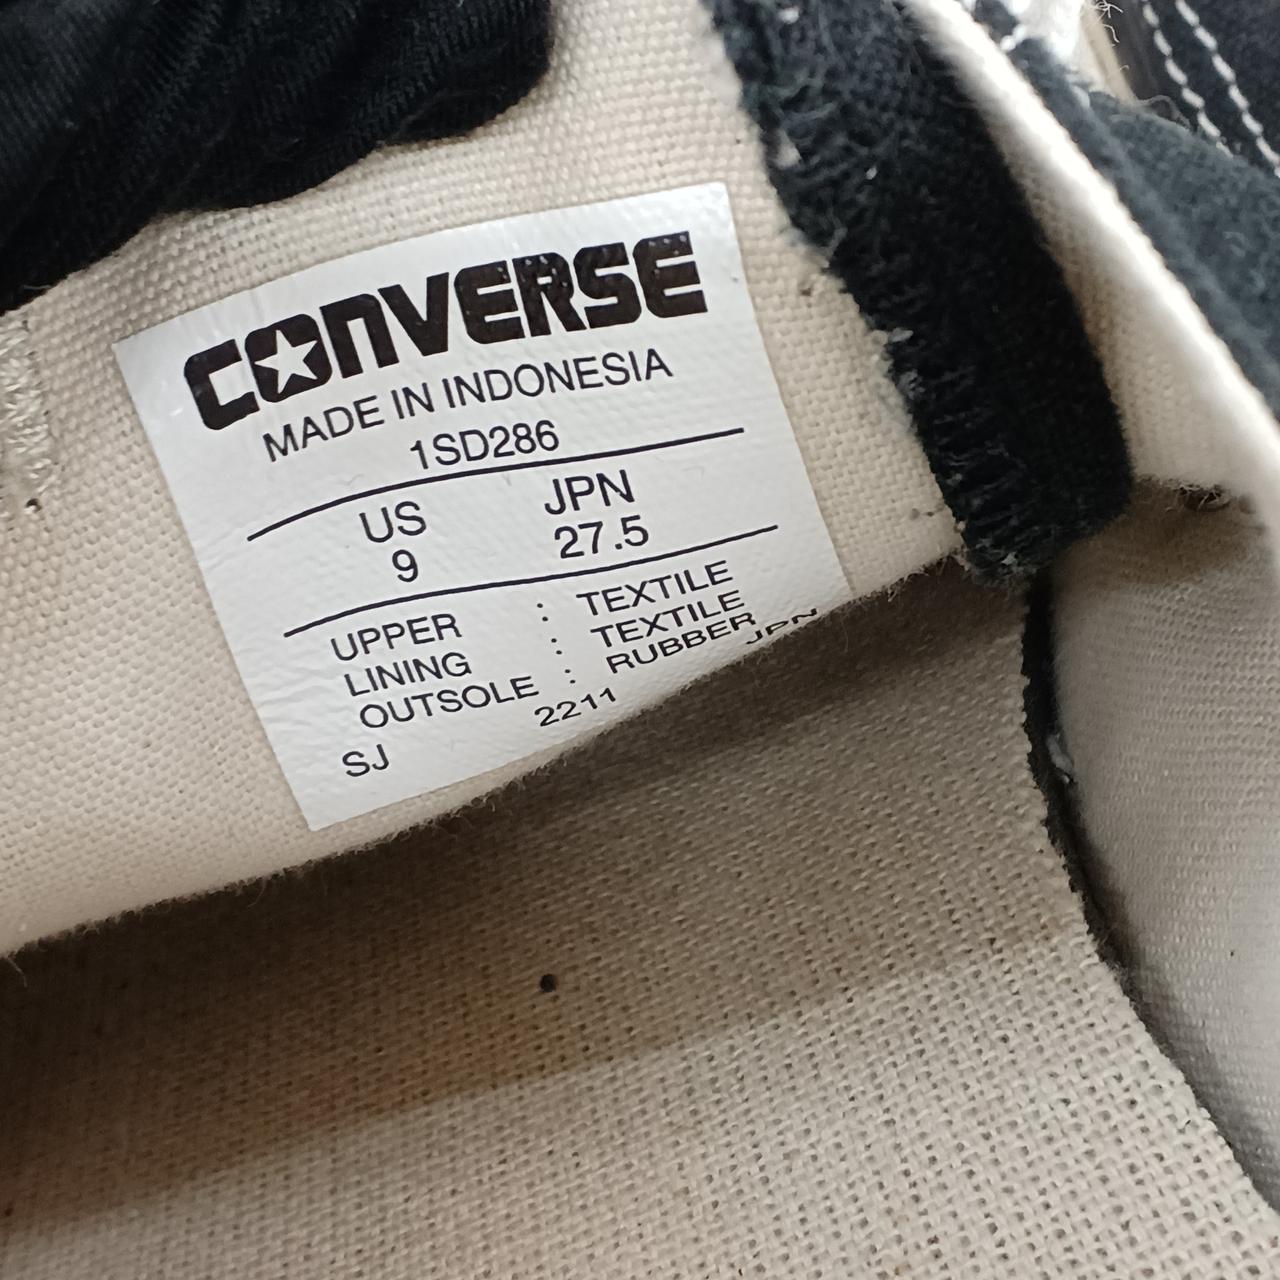 CONVERSE
MADE IN INDONESIA
1SD286
US JPN
9 27.5
UPPER : TEXTILE
LINING : TEXTILE
OUTSOLE : RUBBER
SJ 2211 JPN